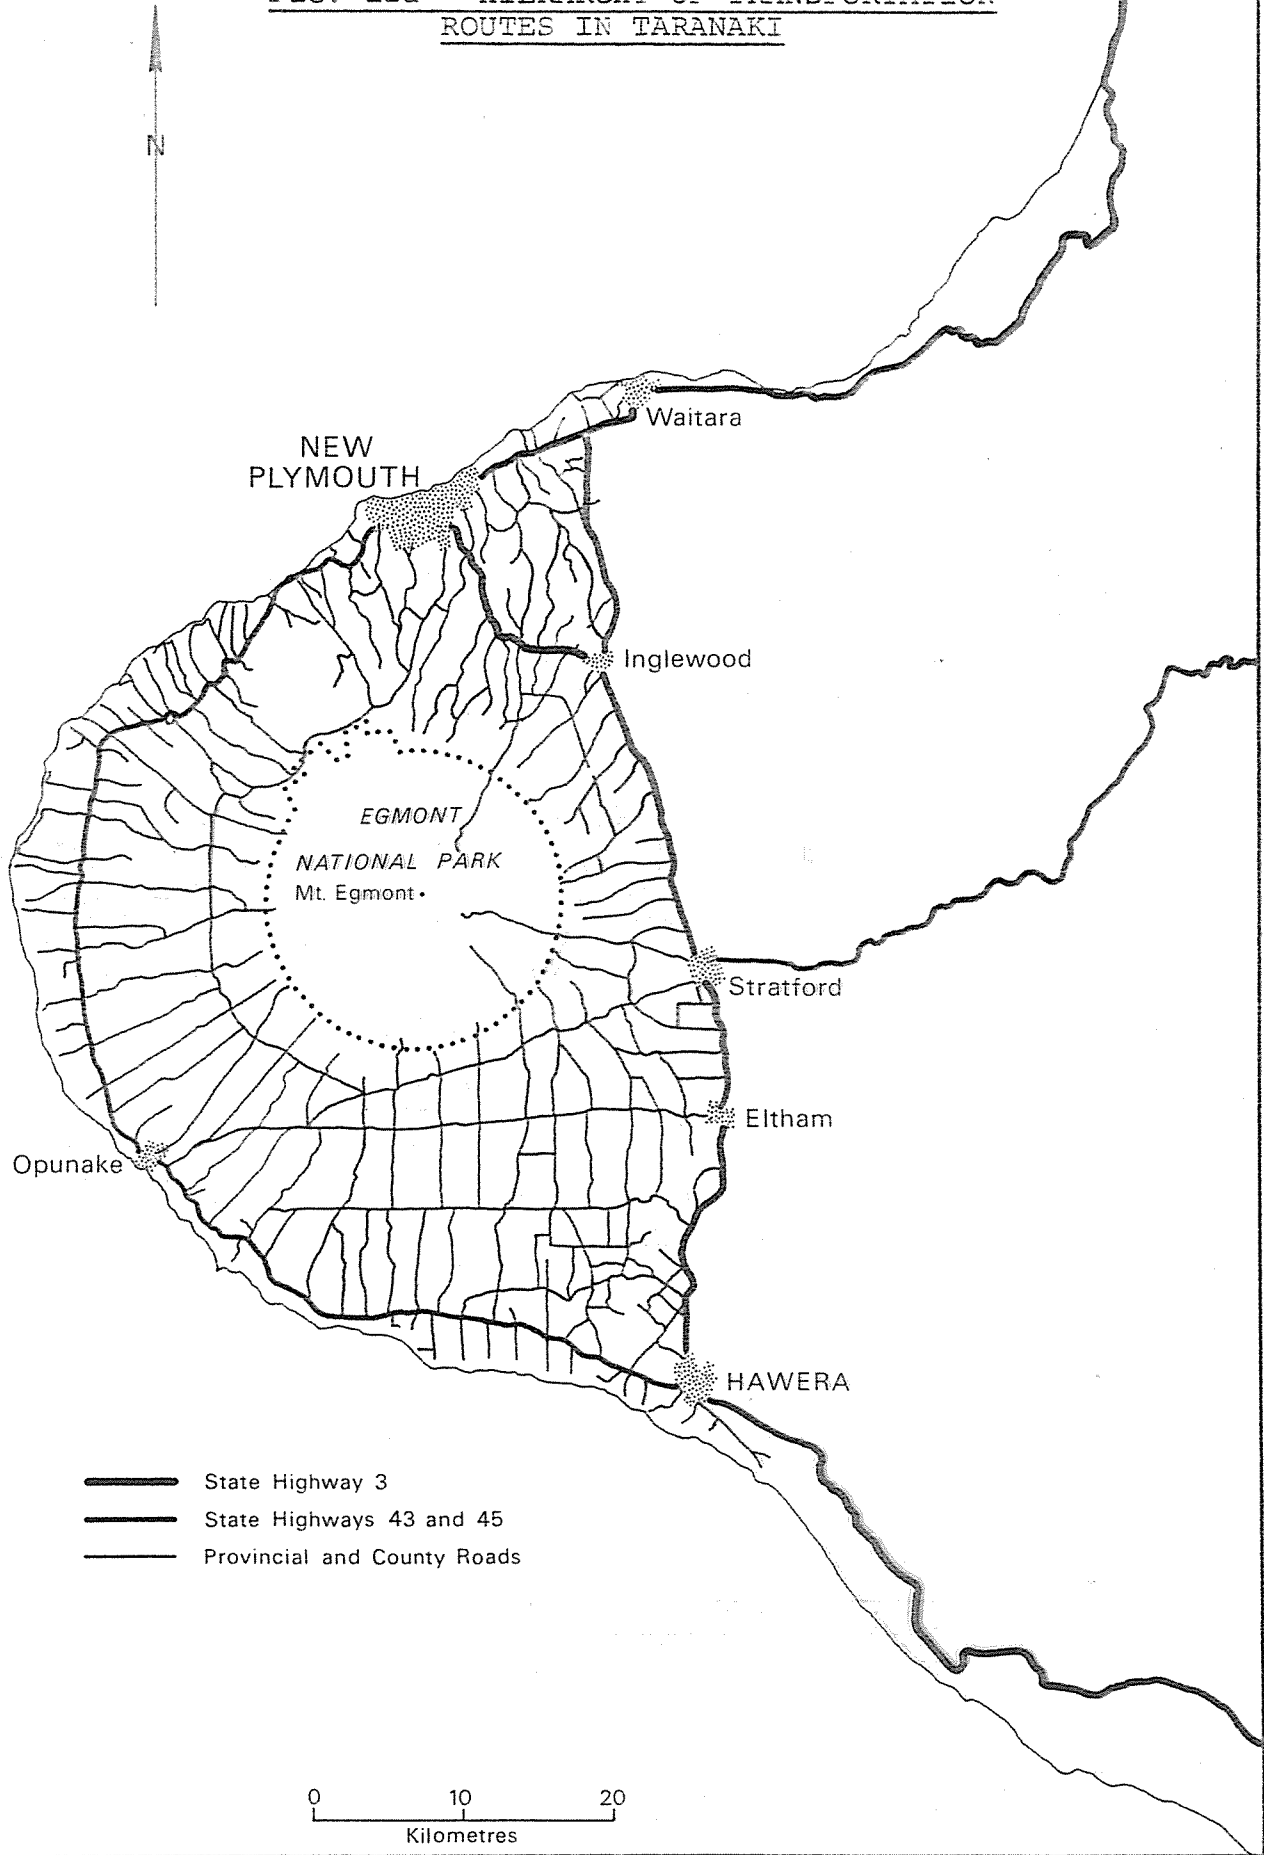 ROUTES IN TARANAKI
N
Waitara
NEW
PLYMOUTH
Inglewood
EGMONT
NATIONAL PARK
Mt. Egmont
Stratford
Eltham
Opunake
HAWERA
State Highway 3
State Highways 43 and 45
Provincial and County Roads
0 10 20
Kilometres